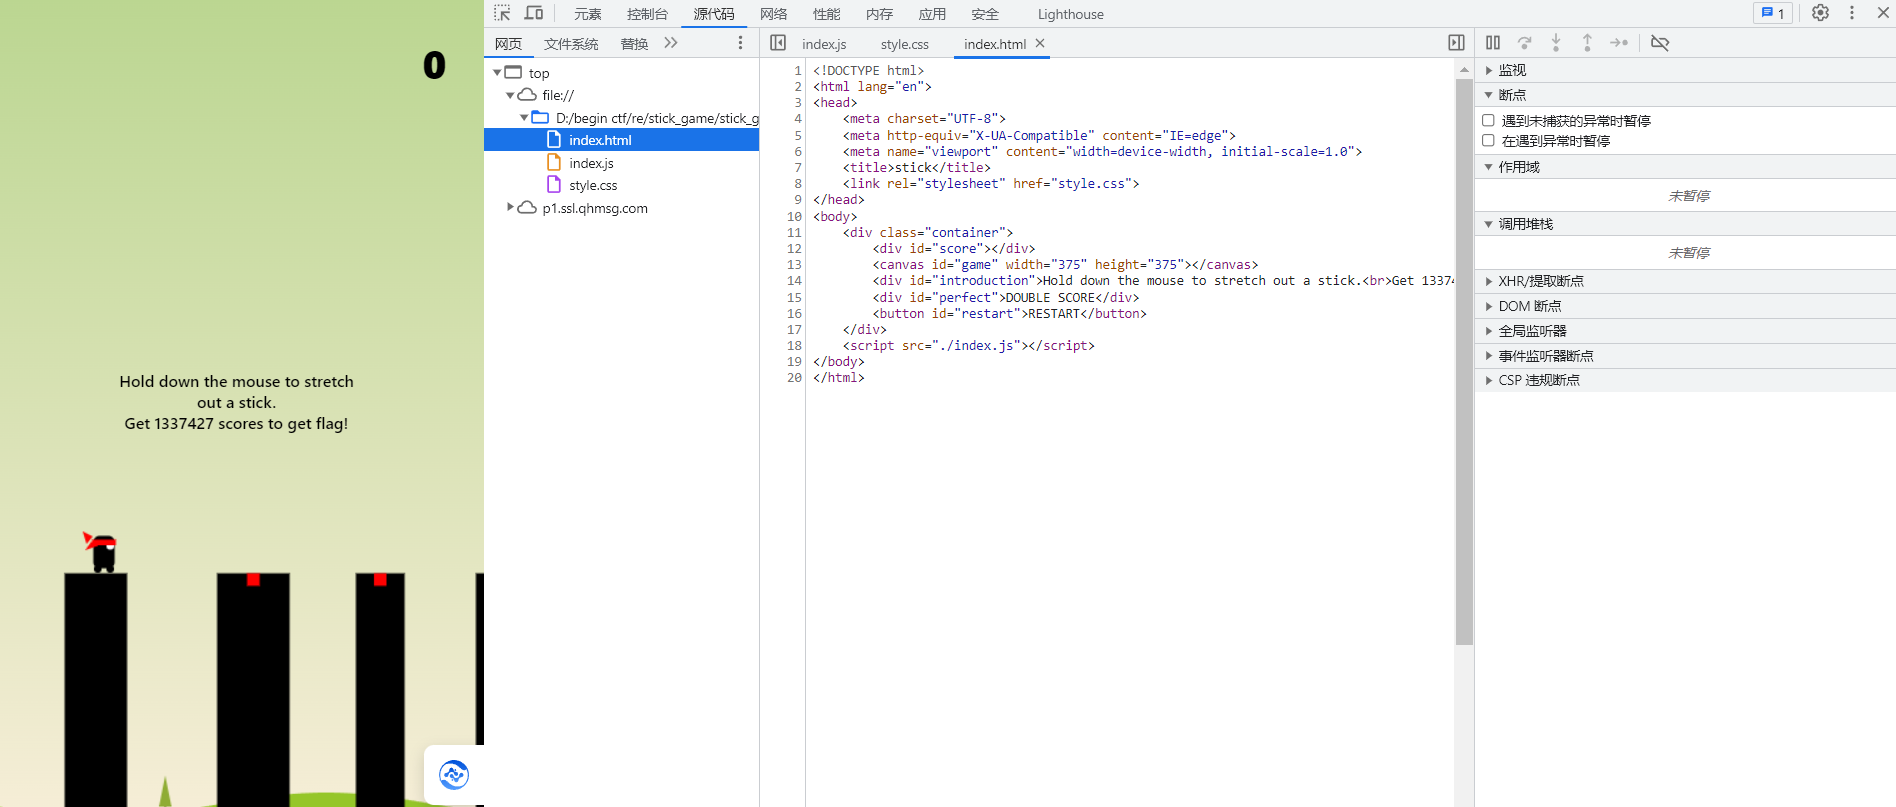 0
Hold down the mouse to stretch
out a stick.
Get 1337427 scores to get flag!
元素 控制台 源代码 网络 性能 内存 应用 安全 Lighthouse 1
网页 文件系统 替换
top
file://
D:/begin ctf/re/stick_game/stick_g
index.html
index.js
style.css
p1.ssl.qhmsg.com
index.js style.css index.html
1 <!DOCTYPE html>
2 <html lang="en">
3 <head>
4 <meta charset="UTF-8">
5 <meta http-equiv="X-UA-Compatible" content="IE=edge">
6 <meta name="viewport" content="width=device-width, initial-scale=1.0">
7 <title>stick</title>
8 <link rel="stylesheet" href="style.css">
9 </head>
10 <body>
11 <div class="container">
12 <div id="score"></div>
13 <canvas id="game" width="375" height="375"></canvas>
14 <div id="introduction">Hold down the mouse to stretch out a stick.<br>Get 13374
15 <div id="perfect">DOUBLE SCORE</div>
16 <button id="restart">RESTART</button>
17 </div>
18 <script src="./index.js"></script>
19 </body>
20 </html>
监视
断点
遇到未捕获的异常时暂停
在遇到异常时暂停
作用域
未暂停
调用堆栈
未暂停
XHR/提取断点
DOM 断点
全局监听器
事件监听器断点
CSP 违规断点